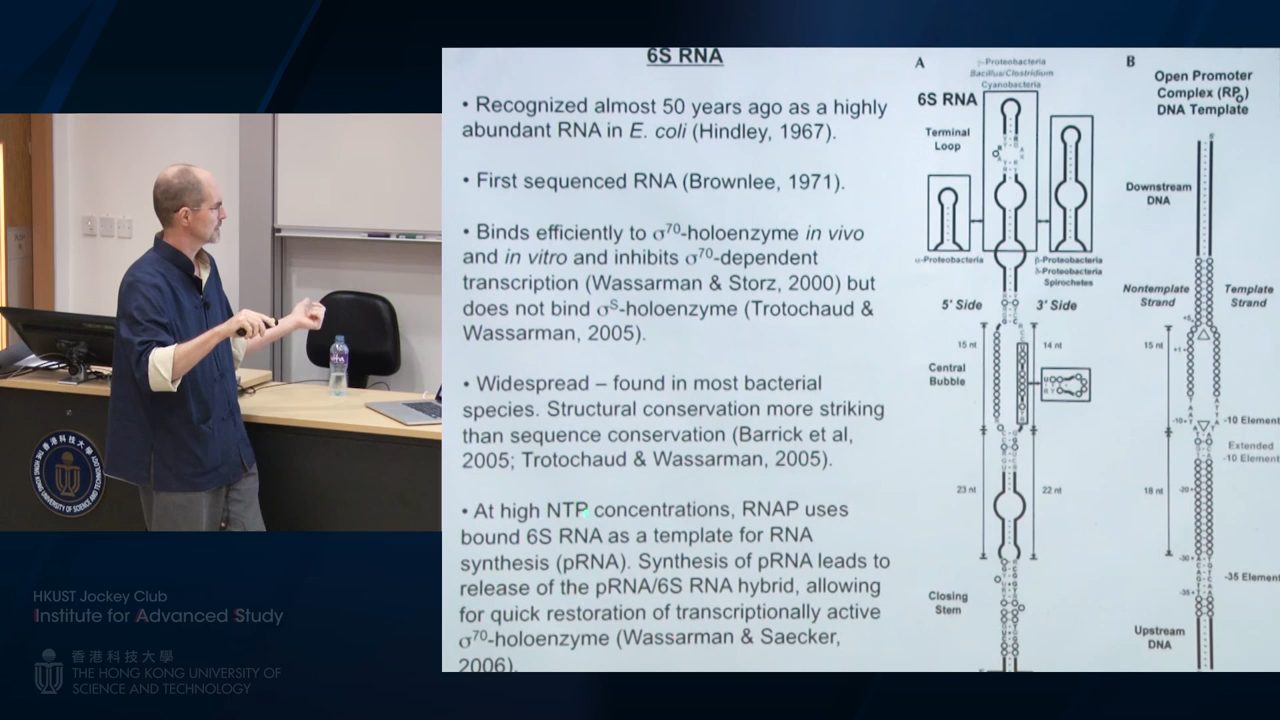 6S RNA
• Recognized almost 50 years ago as a highly
abundant RNA in E. coli (Hindley, 1967).
• First sequenced RNA (Brownlee, 1971).
• Binds efficiently to σ70-holoenzyme in vivo
and in vitro and inhibits σ70-dependent
transcription (Wassarman & Storz, 2000) but
does not bind σS-holoenzyme (Trotochaud &
Wassarman, 2005).
• Widespread – found in most bacterial
species. Structural conservation more striking
than sequence conservation (Barrick et al,
2005; Trotochaud & Wassarman, 2005).
• At high NTP concentrations, RNAP uses
bound 6S RNA as a template for RNA
synthesis (pRNA). Synthesis of pRNA leads to
release of the pRNA/6S RNA hybrid, allowing
for quick restoration of transcriptionally active
σ70-holoenzyme (Wassarman & Saecker,
2006).
A
γ-Proteobacteria
Bacillus/Clostridium
Cyanobacteria
6S RNA
Terminal
Loop
α-Proteobacteria
β-Proteobacteria
δ-Proteobacteria
Spirochetes
5' Side
3' Side
15 nt
14 nt
Central
Bubble
23 nt
22 nt
Closing
Stem
B
Open Promoter
Complex (RPo)
DNA Template
Downstream
DNA
Nontemplate
Strand
Template
Strand
+1
15 nt
-10
-10 Element
Extended
-10 Element
-20
18 nt
-30
-35 Element
-35
Upstream
DNA
HKUST Jockey Club
Institute for Advanced Study
香港科技大學
THE HONG KONG UNIVERSITY OF
SCIENCE AND TECHNOLOGY